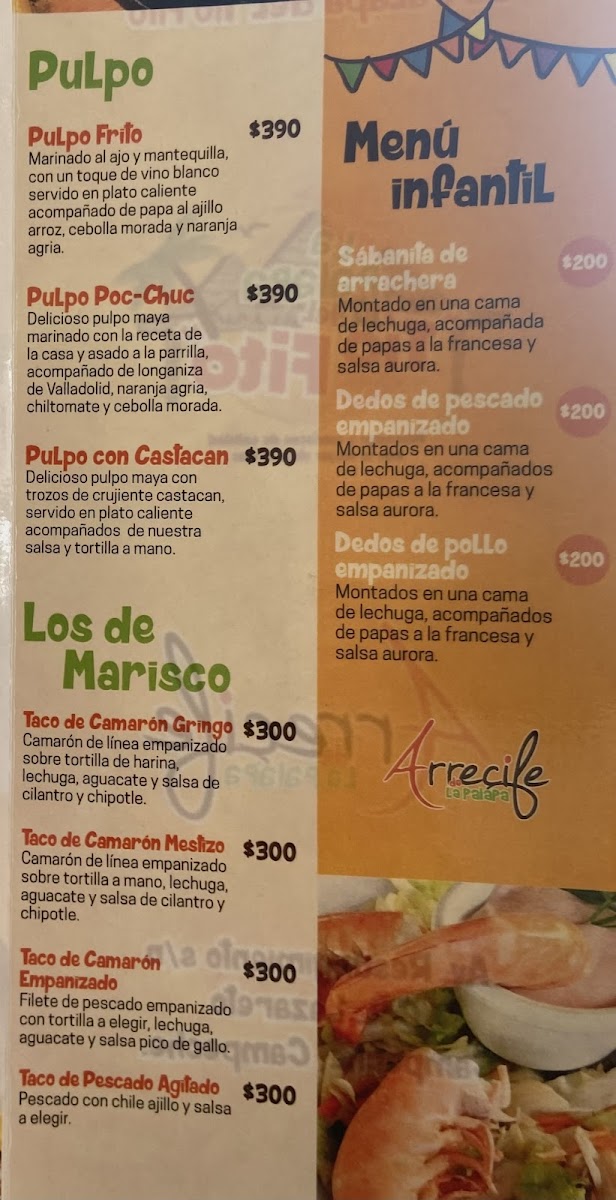 Pulpo
Pulpo Frito $390
Marinado al ajo y mantequilla,
con un toque de vino blanco
servido en plato caliente
acompañado de papa al ajillo
arroz, cebolla morada y naranja
agria.
Pulpo Poc-Chuc $390
Delicioso pulpo maya
marinado con la receta de
la casa y asado a la parrilla,
acompañado de longaniza
de Valladolid, naranja agria,
chiltomate y cebolla morada.
Pulpo con Castacan $390
Delicioso pulpo maya con
trozos de crujiente castacan,
servido en plato caliente
acompañados de nuestra
salsa y tortilla a mano.
Los de
Marisco
Taco de Camarón Gringo $300
Camarón de línea empanizado
sobre tortilla de harina,
lechuga, aguacate y salsa de
cilantro y chipotle.
Taco de Camarón Mestizo $300
Camarón de línea empanizado
sobre tortilla a mano, lechuga,
aguacate y salsa de cilantro y
chipotle.
Taco de Camarón
Empanizado $300
Filete de pescado empanizado
con tortilla a elegir, lechuga,
aguacate y salsa pico de gallo.
Taco de Pescado Agitado $300
Pescado con chile ajillo y salsa
a elegir.
Menú
infantil
Sábanita de
arrachera $200
Montado en una cama
de lechuga, acompañada
de papas a la francesa y
salsa aurora.
Dedos de pescado
empanizado $200
Montados en una cama
de lechuga, acompañados
de papas a la francesa y
salsa aurora.
Dedos de pollo
empanizado $200
Montados en una cama
de lechuga, acompañados
de papas a la francesa y
salsa aurora.
Arrecife
de
La Palapa